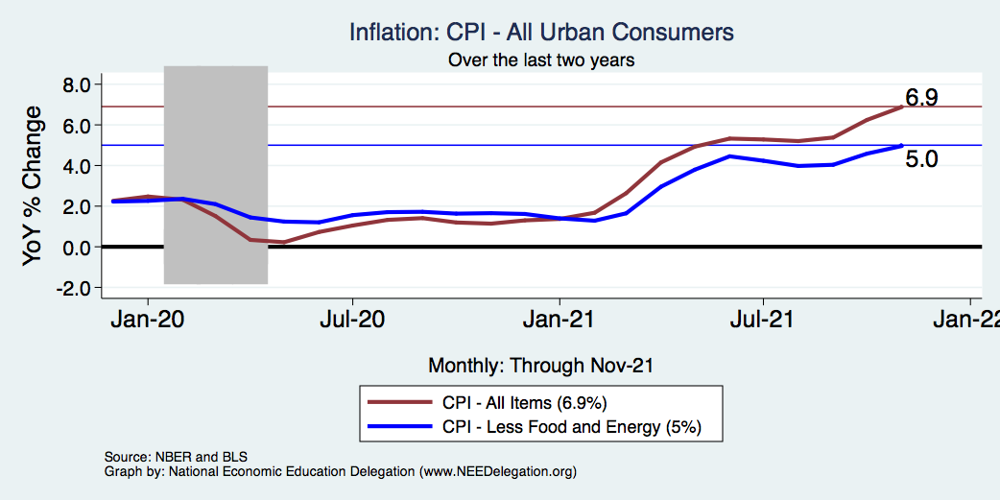 Inflation: CPI - All Urban Consumers
Over the last two years
YoY % Change
8.0
6.0
4.0
2.0
0.0
-2.0
6.9
5.0
Jan-20 Jul-20 Jan-21 Jul-21 Jan-22
Monthly: Through Nov-21
CPI - All Items (6.9%)
CPI - Less Food and Energy (5%)
Source: NBER and BLS
Graph by: National Economic Education Delegation (www.NEEDelegation.org)